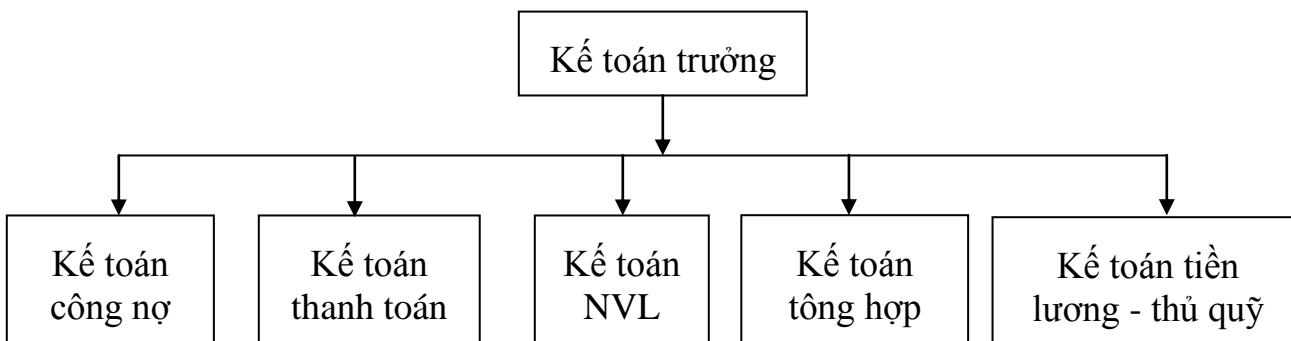 Kế toán trưởng
Kế toán
công nợ
Kế toán
thanh toán
Kế toán
NVL
Kế toán
tông hợp
Kế toán tiền
lương - thủ quỹ